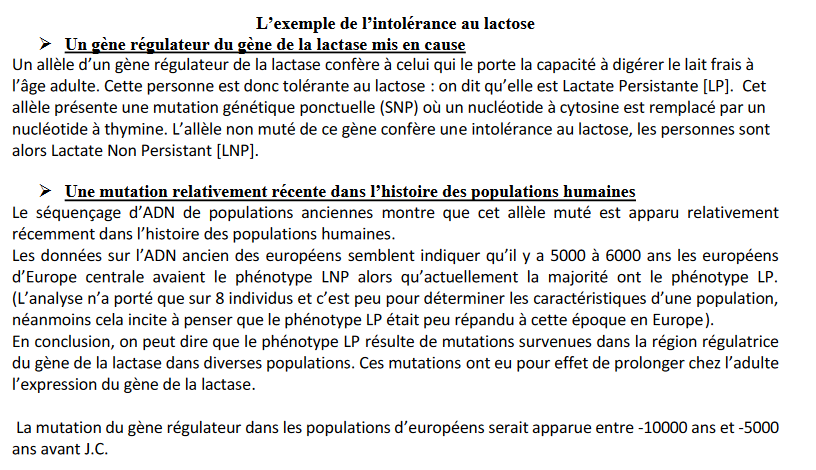 L’exemple de l’intolérance au lactose
➢ Un gène régulateur du gène de la lactase mis en cause
Un allèle d’un gène régulateur de la lactase confère à celui qui le porte la capacité à digérer le lait frais à
l’âge adulte. Cette personne est donc tolérante au lactose : on dit qu’elle est Lactate Persistante [LP]. Cet
allèle présente une mutation génétique ponctuelle (SNP) où un nucléotide à cytosine est remplacé par un
nucléotide à thymine. L’allèle non muté de ce gène confère une intolérance au lactose, les personnes sont
alors Lactate Non Persistant [LNP].
➢ Une mutation relativement récente dans l’histoire des populations humaines
Le séquençage d’ADN de populations anciennes montre que cet allèle muté est apparu relativement
récemment dans l’histoire des populations humaines.
Les données sur l’ADN ancien des européens semblent indiquer qu’il y a 5000 à 6000 ans les européens
d’Europe centrale avaient le phénotype LNP alors qu’actuellement la majorité ont le phénotype LP.
(L’analyse n’a porté que sur 8 individus et c’est peu pour déterminer les caractéristiques d’une population,
néanmoins cela incite à penser que le phénotype LP était peu répandu à cette époque en Europe).
En conclusion, on peut dire que le phénotype LP résulte de mutations survenues dans la région régulatrice
du gène de la lactase dans diverses populations. Ces mutations ont eu pour effet de prolonger chez l’adulte
l’expression du gène de la lactase.
La mutation du gène régulateur dans les populations d’européens serait apparue entre -10000 ans et -5000
ans avant J.C.